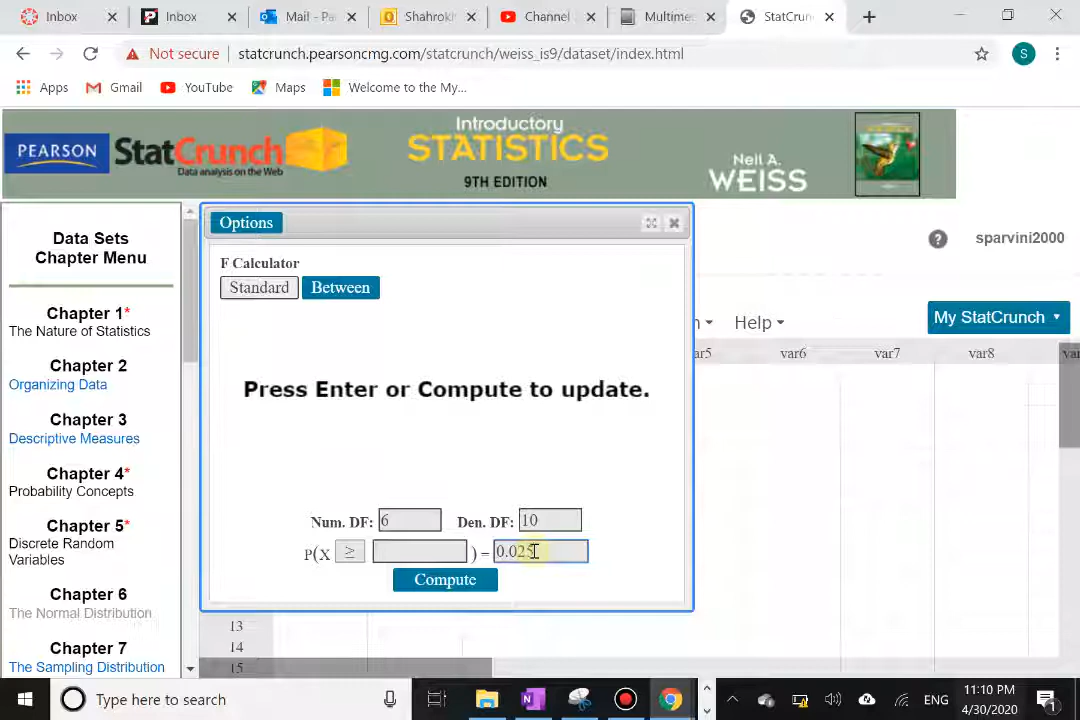 Inbox
Inbox
Mail - Pa
Shahrokh
Channel
Multime
StatCrun
Not secure
statcrunch.pearsoncmg.com/statcrunch/weiss_is9/dataset/index.html
S
Apps
Gmail
YouTube
Maps
Welcome to the My...
PEARSON
StatCrunch
Data analysis on the Web
Introductory
STATISTICS
9TH EDITION
Neil A.
WEISS
Data Sets
Chapter Menu
Chapter 1*
The Nature of Statistics
Chapter 2
Organizing Data
Chapter 3
Descriptive Measures
Chapter 4*
Probability Concepts
Chapter 5*
Discrete Random
Variables
Chapter 6
The Normal Distribution
Chapter 7
The Sampling Distribution
Options
F Calculator
Standard
Between
Press Enter or Compute to update.
Num. DF: 6 Den. DF: 10
P(X ≥ ) = 0.025
Compute
sparvini2000
Help
My StatCrunch
ar5 var6 var7 var8 va
13
14
15
Type here to search
ENG
11:10 PM
4/30/2020
1